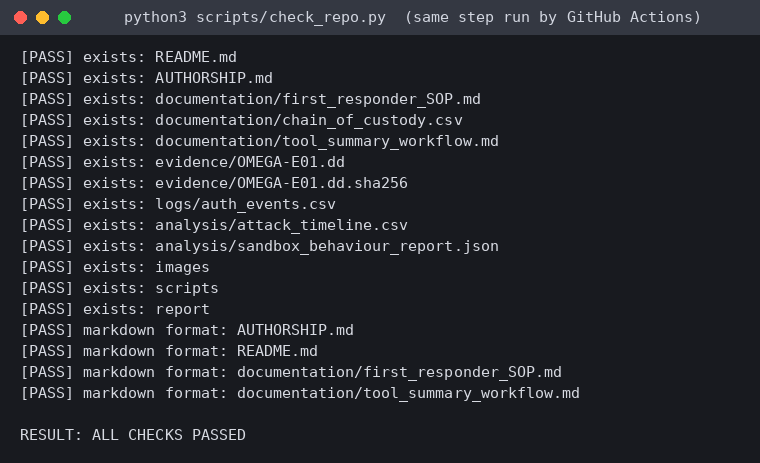 python3 scripts/check_repo.py (same step run by GitHub Actions)
[PASS] exists: README.md
[PASS] exists: AUTHORSHIP.md
[PASS] exists: documentation/first_responder_SOP.md
[PASS] exists: documentation/chain_of_custody.csv
[PASS] exists: documentation/tool_summary_workflow.md
[PASS] exists: evidence/OMEGA-E01.dd
[PASS] exists: evidence/OMEGA-E01.dd.sha256
[PASS] exists: logs/auth_events.csv
[PASS] exists: analysis/attack_timeline.csv
[PASS] exists: analysis/sandbox_behaviour_report.json
[PASS] exists: images
[PASS] exists: scripts
[PASS] exists: report
[PASS] markdown format: AUTHORSHIP.md
[PASS] markdown format: README.md
[PASS] markdown format: documentation/first_responder_SOP.md
[PASS] markdown format: documentation/tool_summary_workflow.md
RESULT: ALL CHECKS PASSED